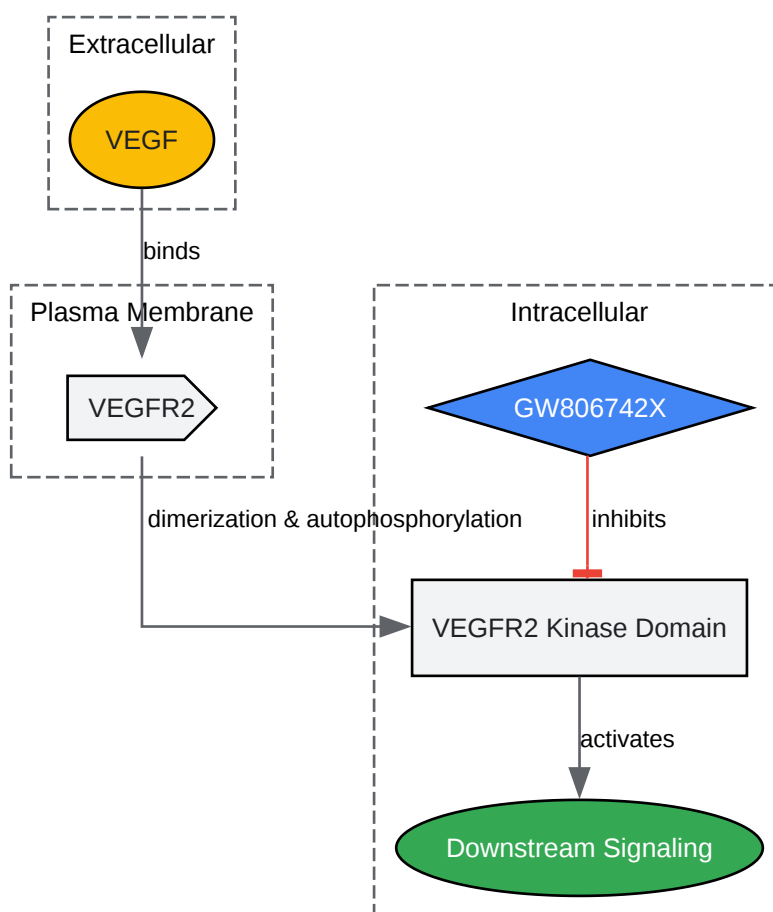 Extracellular
VEGF
binds
Plasma Membrane
Intracellular
VEGFR2
GW806742X
dimerization & autophosphorylation
inhibits
VEGFR2 Kinase Domain
activates
Downstream Signaling